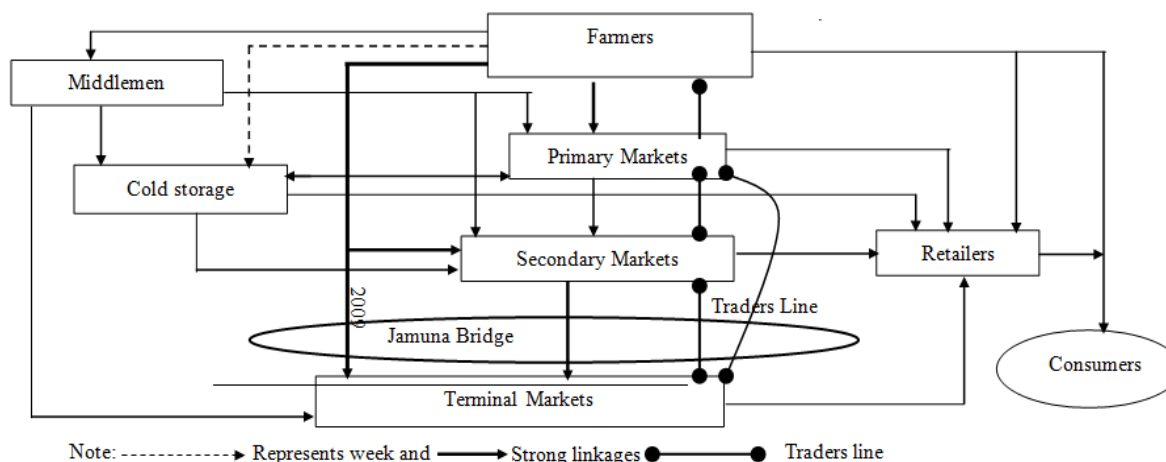 Farmers
Middlemen
Primary Markets
Cold storage
Secondary Markets
Retailers
2009
Traders Line
Jamuna Bridge
Consumers
Terminal Markets
Note: Represents week and Strong linkages Traders line